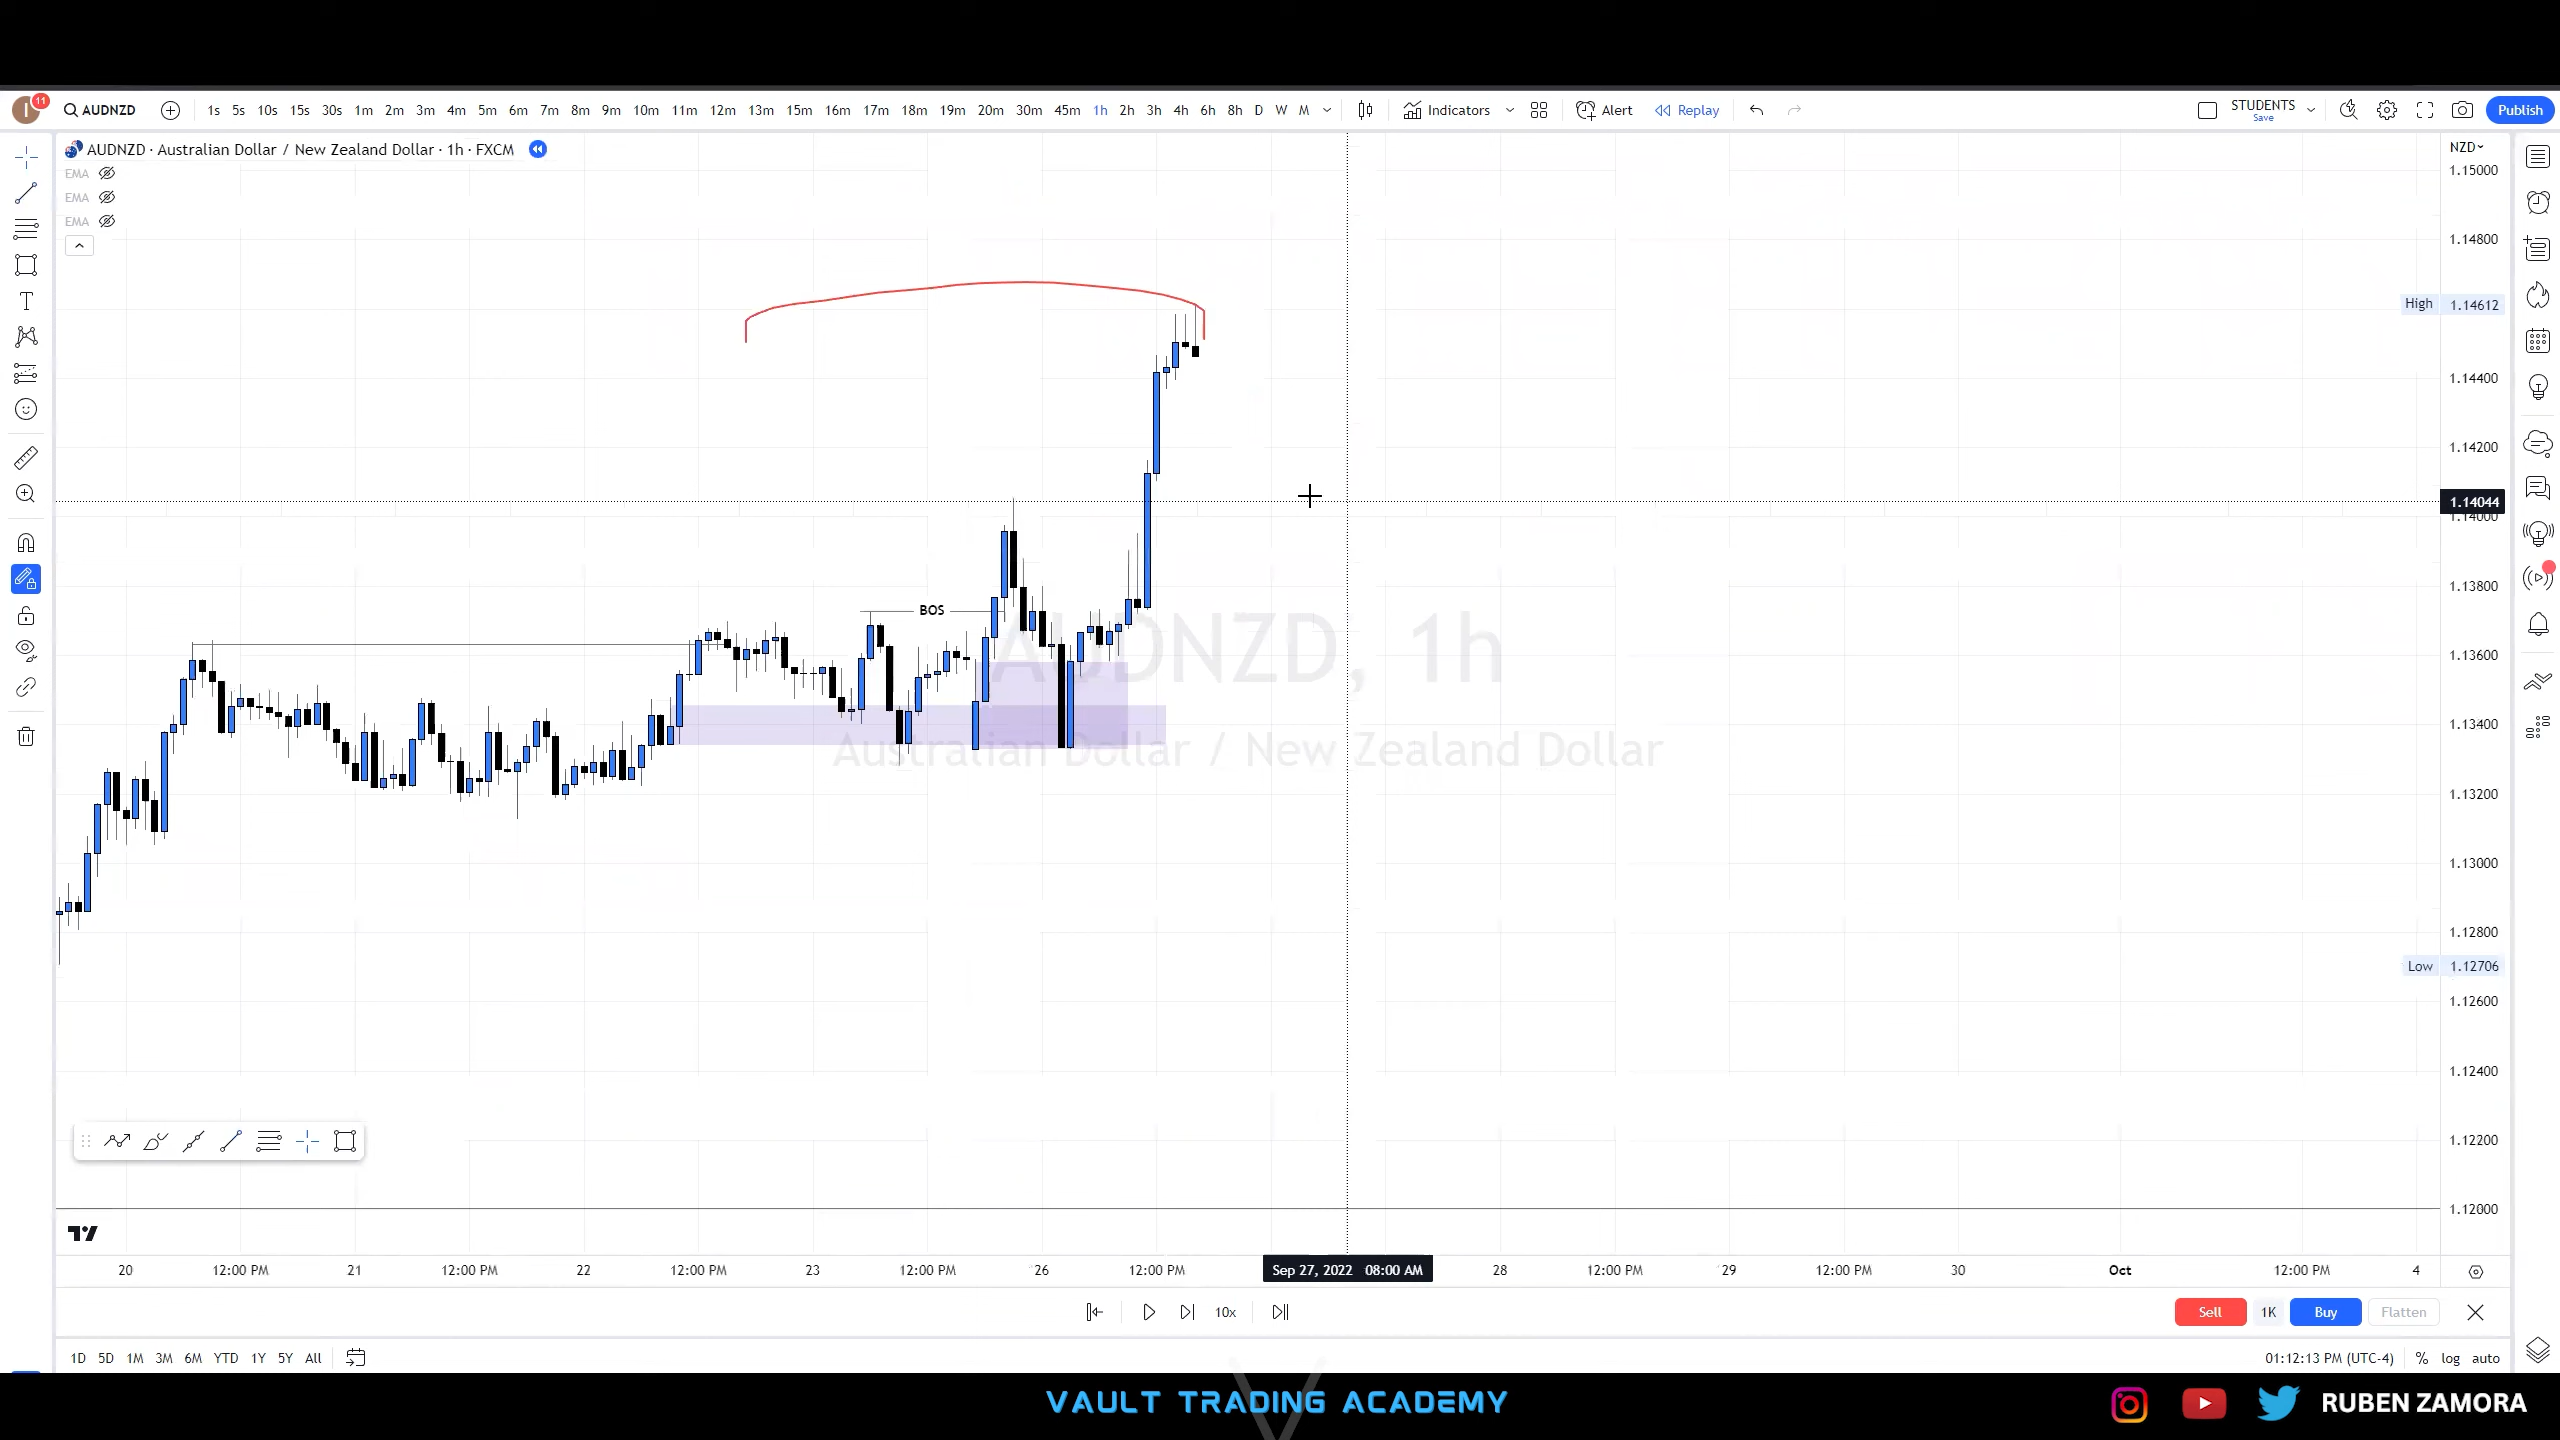 11
AUDNZD 1s 5s 10s 15s 30s 1m 2m 3m 4m 5m 6m 7m 8m 9m 10m 11m 12m 13m 15m 16m 17m 18m 19m 20m 30m 45m 1h 2h 3h 4h 6h 8h D W M Indicators Alert Replay STUDENTS Save Publish
AUDNZD · Australian Dollar / New Zealand Dollar · 1h · FXCM
EMA
EMA
EMA
NZD
1.15000
1.14800
High 1.14612
1.14400
1.14200
1.14044
1.14000
1.13800
BOS
AUDNZD, 1h
1.13600
1.13400
Australian Dollar / New Zealand Dollar
1.13200
1.13000
1.12800
Low 1.12706
1.12600
1.12400
1.12200
1.12000
20 12:00 PM 21 12:00 PM 22 12:00 PM 23 12:00 PM 26 12:00 PM Sep 27, 2022 08:00 AM 28 12:00 PM 29 12:00 PM 30 Oct 12:00 PM 4
10x Sell 1K Buy Flatten
1D 5D 1M 3M 6M YTD 1Y 5Y All 01:12:13 PM (UTC-4) % log auto
VAULT TRADING ACADEMY RUBEN ZAMORA